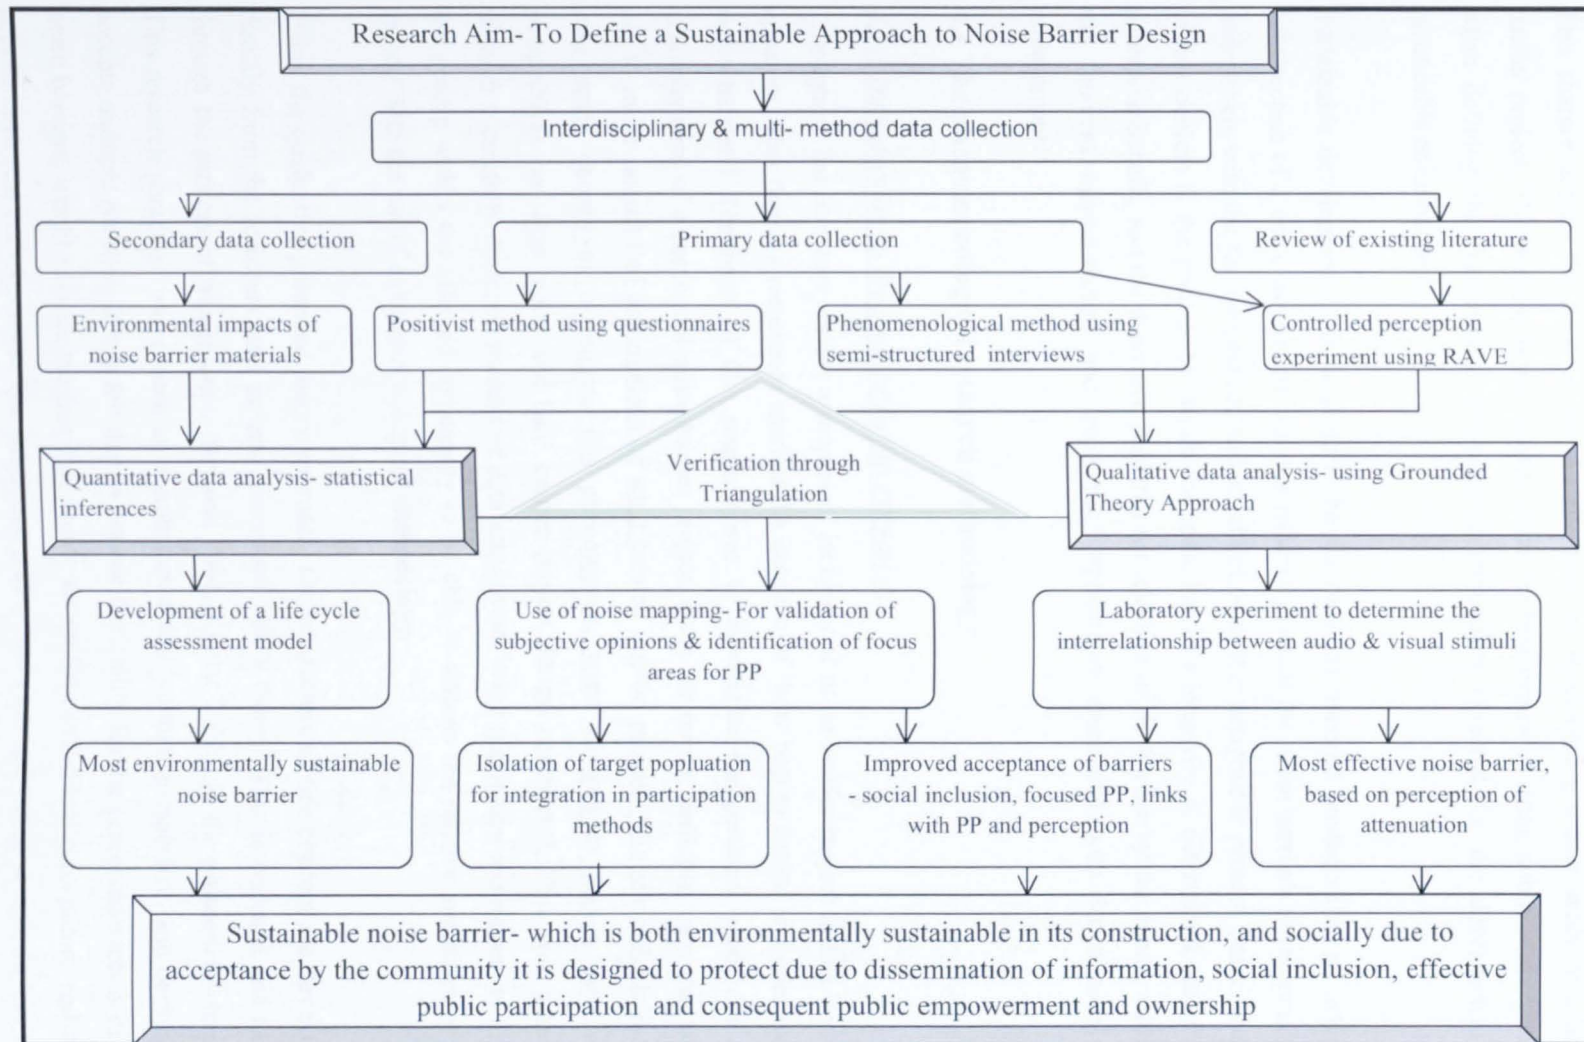 Research Aim- To Define a Sustainable Approach to Noise Barrier Design
Interdisciplinary & multi- method data collection
Secondary data collection
Primary data collection
Review of existing literature
Environmental impacts of
noise barrier materials
Positivist method using questionnaires
Phenomenological method using
semi-structured interviews
Controlled perception
experiment using RAVE
Quantitative data analysis- statistical
inferences
Verification through
Triangulation
Qualitative data analysis- using Grounded
Theory Approach
Development of a life cycle
assessment model
Use of noise mapping- For validation of
subjective opinions & identification of focus
areas for PP
Laboratory experiment to determine the
interrelationship between audio & visual stimuli
Most environmentally sustainable
noise barrier
Isolation of target popluation
for integration in participation
methods
Improved acceptance of barriers
- social inclusion, focused PP, links
with PP and perception
Most effective noise barrier,
based on perception of
attenuation
Sustainable noise barrier- which is both environmentally sustainable in its construction, and socially due to
acceptance by the community it is designed to protect due to dissemination of information, social inclusion, effective
public participation and consequent public empowerment and ownership